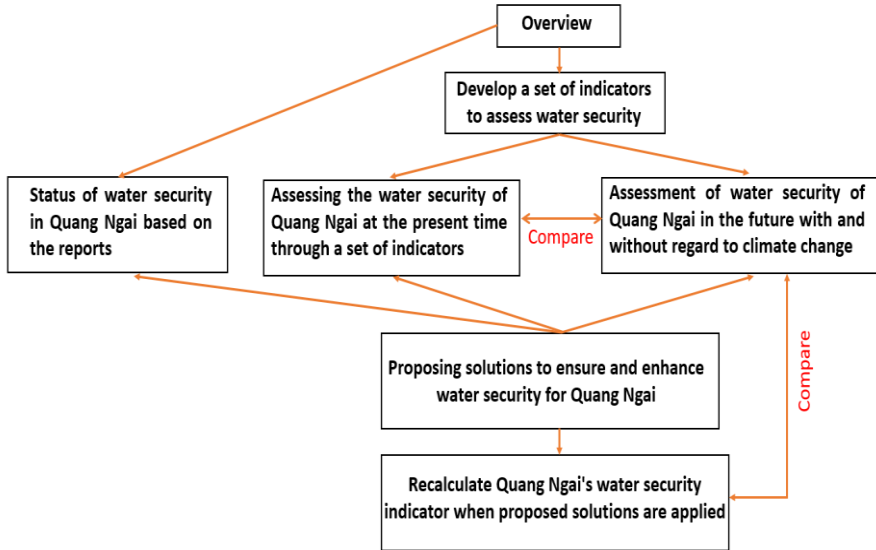 Overview
Develop a set of indicators
to assess water security
Status of water security
in Quang Ngai based on
the reports
Assessing the water security of
Quang Ngai at the present time
through a set of indicators
Compare
Assessment of water security of
Quang Ngai in the future with and
without regard to climate change
Proposing solutions to ensure and enhance
water security for Quang Ngai
Compare
Recalculate Quang Ngai's water security
indicator when proposed solutions are applied